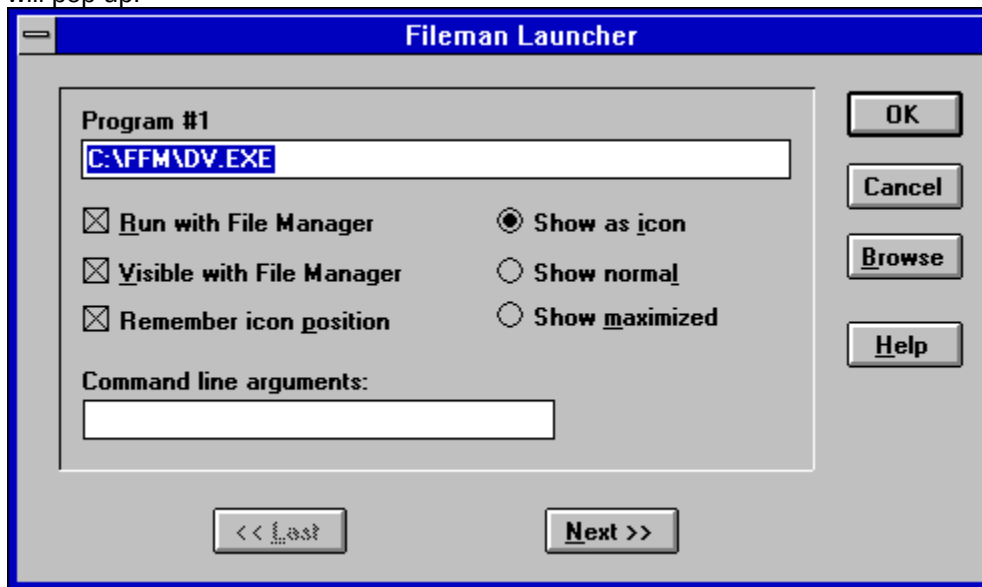 will pop up:
Fileman Launcher
Program #1
C:\FFM\DV.EXE
Run with File Manager
Show as icon
Visible with File Manager
Show normal
Remember icon position
Show maximized
Command line arguments:
OK
Cancel
Browse
Help
<< Last
Next >>